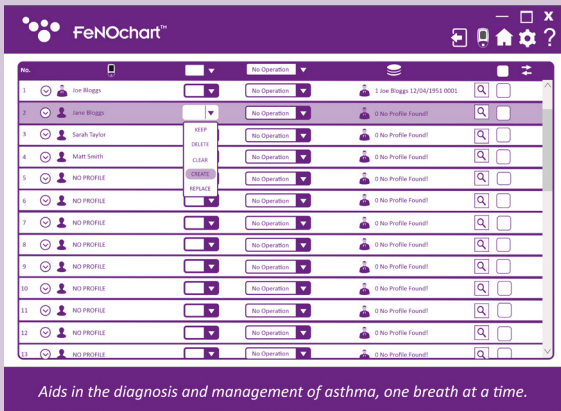 FeNOchart™
X
?
No. No Operation
1 Joe Bloggs 1 Joe Bloggs 12/04/1951 0001
2 Jane Bloggs 0 No Profile Found!
3 Sarah Taylor No Operation 0 No Profile Found!
4 Matt Smith No Operation 0 No Profile Found!
5 NO PROFILE No Operation 0 No Profile Found!
6 NO PROFILE No Operation 0 No Profile Found!
7 NO PROFILE No Operation 0 No Profile Found!
8 NO PROFILE No Operation 0 No Profile Found!
9 NO PROFILE No Operation 0 No Profile Found!
10 NO PROFILE No Operation 0 No Profile Found!
11 NO PROFILE No Operation 0 No Profile Found!
12 NO PROFILE No Operation 0 No Profile Found!
13 NO PROFILE No Operation 0 No Profile Found!
KEEP
DELETE
CLEAR
CREATE
REPLACE
Aids in the diagnosis and management of asthma, one breath at a time.